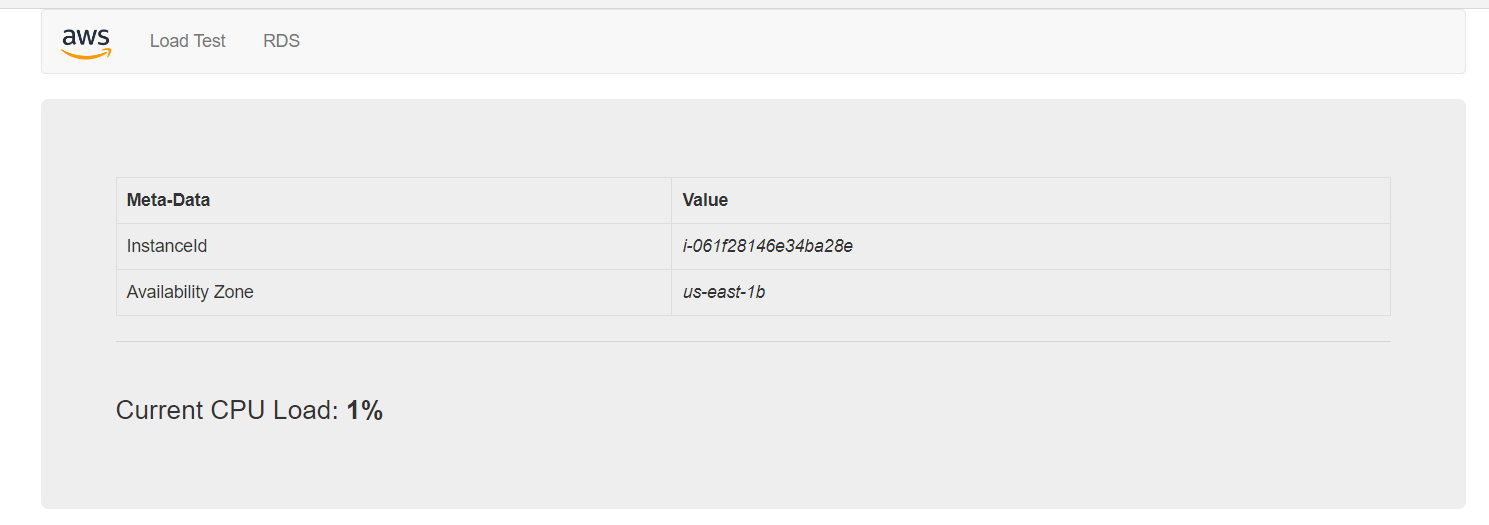 aws Load Test RDS
Meta-Data Value
InstanceId i-061f28146e34ba28e
Availability Zone us-east-1b
Current CPU Load: 1%